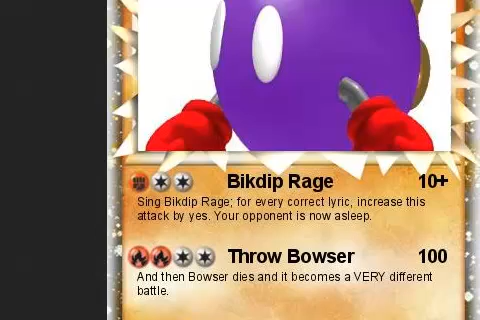 Bikdip Rage 10+
Sing Bikdip Rage; for every correct lyric, increase this
attack by yes. Your opponent is now asleep.
Throw Bowser 100
And then Bowser dies and it becomes a VERY different
battle.